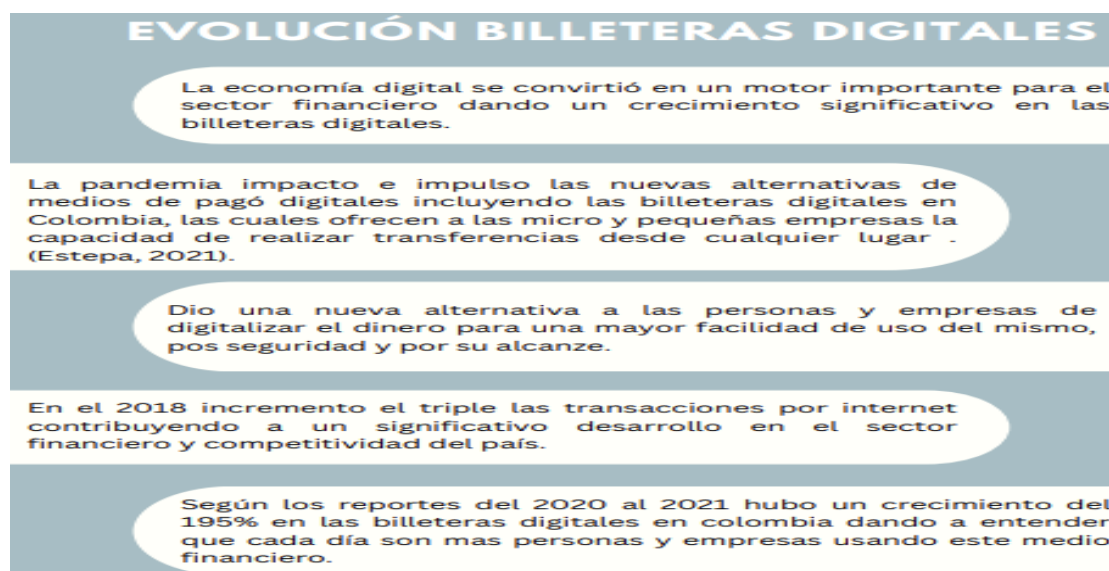 EVOLUCIÓN BILLETERAS DIGITALES
La economía digital se convirtió en un motor importante para el
sector financiero dando un crecimiento significativo en las
billeteras digitales.
La pandemia impacto e impulso las nuevas alternativas de
medios de pagó digitales incluyendo las billeteras digitales en
Colombia, las cuales ofrecen a las micro y pequeñas empresas la
capacidad de realizar transferencias desde cualquier lugar .
(Estepa, 2021).
Dio una nueva alternativa a las personas y empresas de
digitalizar el dinero para una mayor facilidad de uso del mismo,
pos seguridad y por su alcanze.
En el 2018 incremento el triple las transacciones por internet
contribuyendo a un significativo desarrollo en el sector
financiero y competitividad del país.
Según los reportes del 2020 al 2021 hubo un crecimiento del
195% en las billeteras digitales en colombia dando a entender
que cada día son mas personas y empresas usando este medio
financiero.